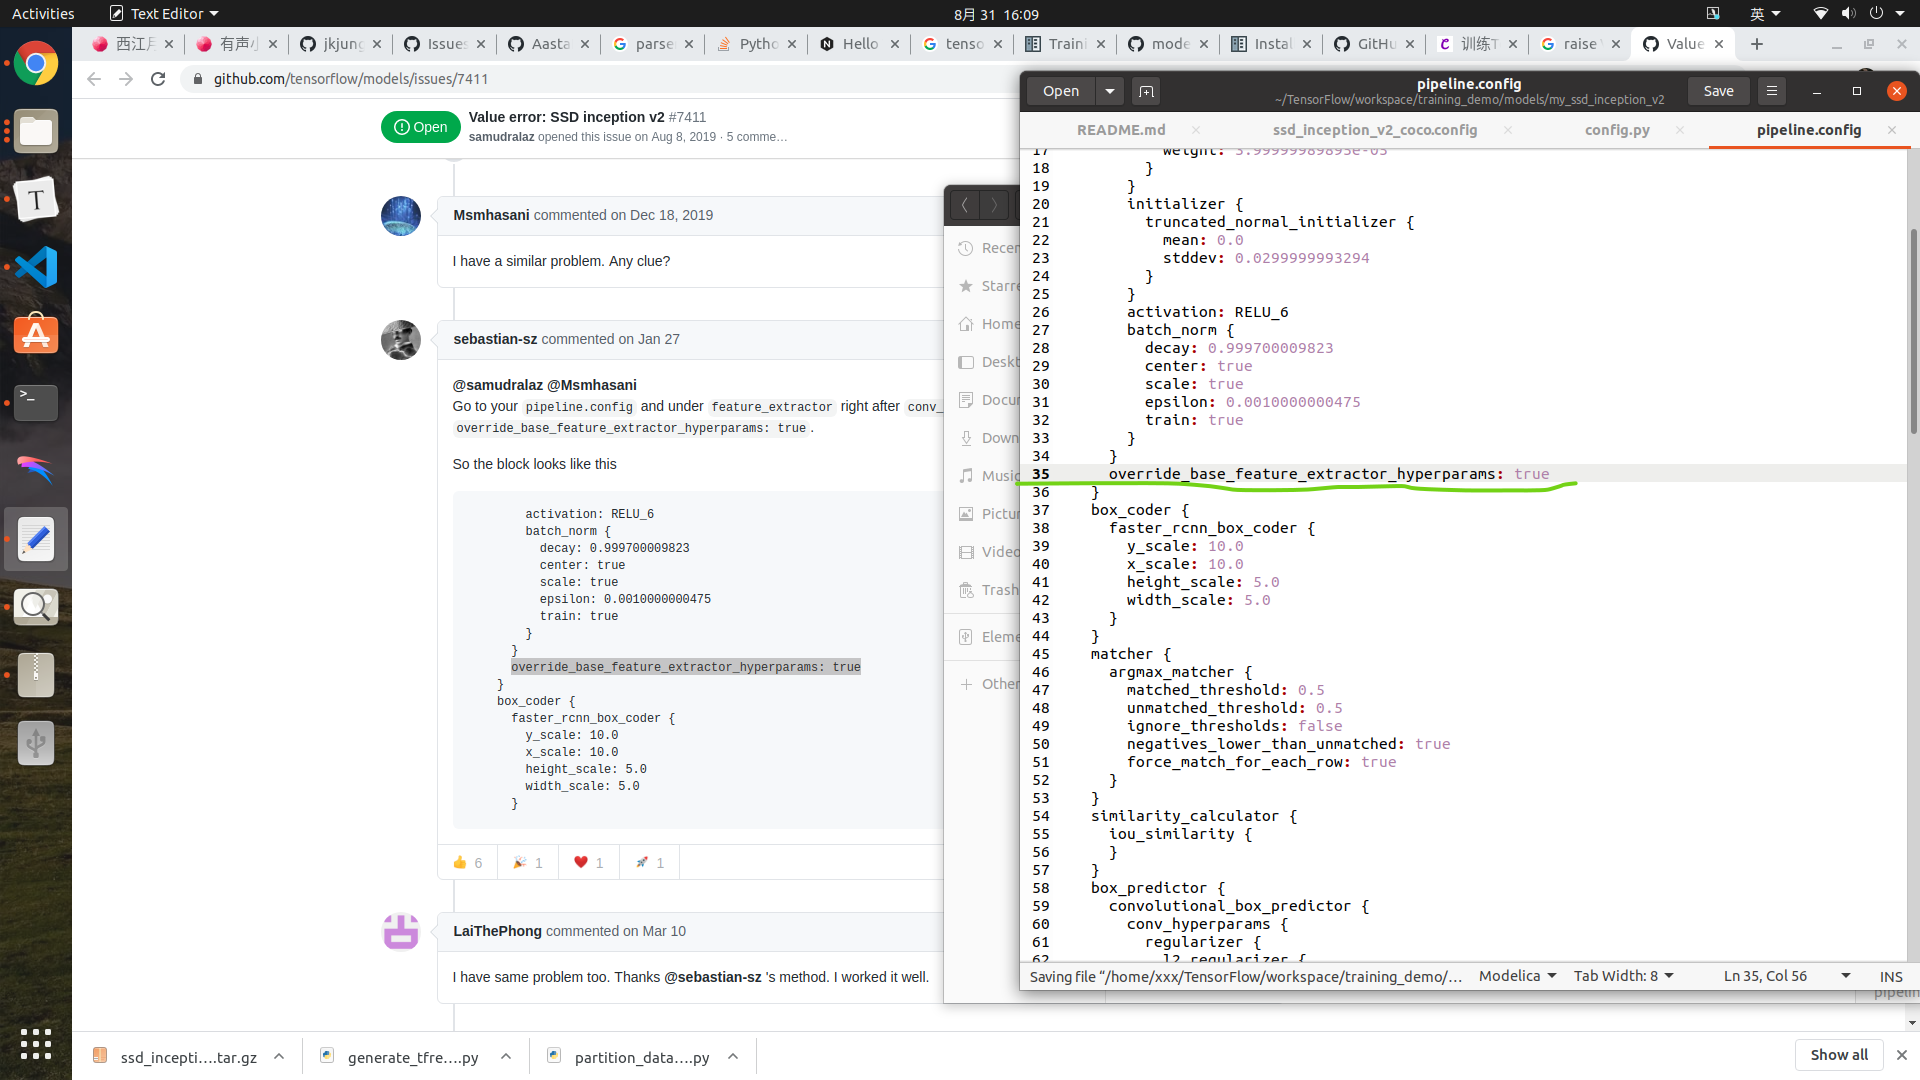 Activities
Text Editor
8月 31 16:09
英
西江月
有声小
jkjung
Issues
Aasta
parse
Pytho
Hello
tenso
Traini
mode
Instal
GitHu
训练T
raise
Value
github.com/tensorflow/models/issues/7411
Open
Value error: SSD inception v2 #7411
samudralaz opened this issue on Aug 8, 2019 · 5 comme…
Msmhasani commented on Dec 18, 2019
I have a similar problem. Any clue?
sebastian-sz commented on Jan 27
@samudralaz @Msmhasani
Go to your pipeline.config and under feature_extractor right after conv_
override_base_feature_extractor_hyperparams: true.
So the block looks like this
activation: RELU_6
batch_norm {
decay: 0.999700009823
center: true
scale: true
epsilon: 0.0010000000475
train: true
}
}
override_base_feature_extractor_hyperparams: true
}
box_coder {
faster_rcnn_box_coder {
y_scale: 10.0
x_scale: 10.0
height_scale: 5.0
width_scale: 5.0
}
6
1
1
1
LaiThePhong commented on Mar 10
I have same problem too. Thanks @sebastian-sz 's method. I worked it well.
Recen
Starre
Home
Deskt
Docu
Down
Music
Pictur
Video
Trash
Eleme
Other
Open
pipeline.config
~/TensorFlow/workspace/training_demo/models/my_ssd_inception_v2
Save
README.md
ssd_inception_v2_coco.config
config.py
pipeline.config
17 weight: 3.99999989895e-05
18 }
19 }
20 initializer {
21 truncated_normal_initializer {
22 mean: 0.0
23 stddev: 0.0299999993294
24 }
25 }
26 activation: RELU_6
27 batch_norm {
28 decay: 0.999700009823
29 center: true
30 scale: true
31 epsilon: 0.0010000000475
32 train: true
33 }
34 }
35 override_base_feature_extractor_hyperparams: true
36 }
37 box_coder {
38 faster_rcnn_box_coder {
39 y_scale: 10.0
40 x_scale: 10.0
41 height_scale: 5.0
42 width_scale: 5.0
43 }
44 }
45 matcher {
46 argmax_matcher {
47 matched_threshold: 0.5
48 unmatched_threshold: 0.5
49 ignore_thresholds: false
50 negatives_lower_than_unmatched: true
51 force_match_for_each_row: true
52 }
53 }
54 similarity_calculator {
55 iou_similarity {
56 }
57 }
58 box_predictor {
59 convolutional_box_predictor {
60 conv_hyperparams {
61 regularizer {
62 l2_regularizer {
Saving file “/home/xxx/TensorFlow/workspace/training_demo/…
Modelica
Tab Width: 8
Ln 35, Col 56
INS
pipelin
ssd_incepti….tar.gz
generate_tfre….py
partition_data….py
Show all